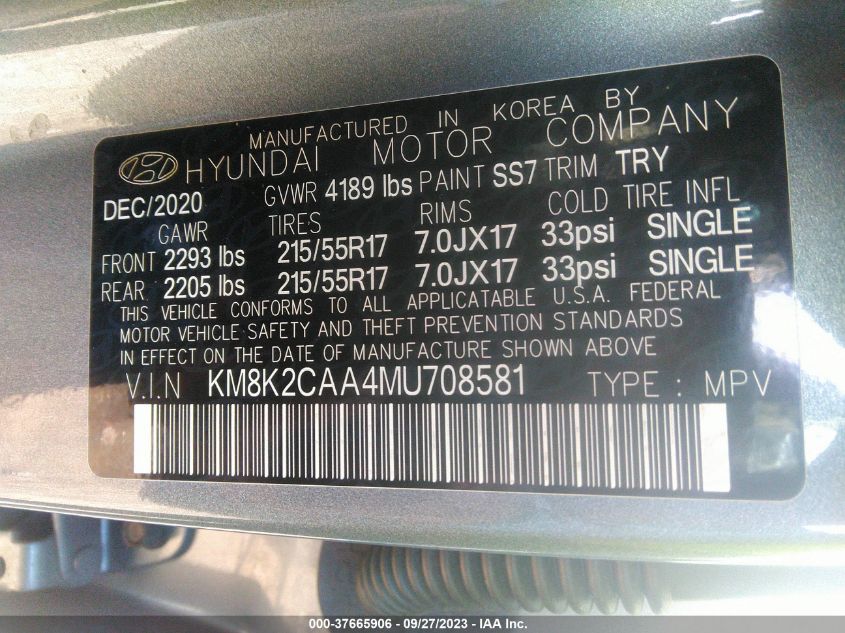 MANUFACTURED IN KOREA BY
HYUNDAI MOTOR COMPANY
DEC/2020 GVWR 4189 lbs PAINT SS7 TRIM TRY
GAWR TIRES RIMS COLD TIRE INFL
FRONT 2293 lbs 215/55R17 7.0JX17 33psi SINGLE
REAR 2205 lbs 215/55R17 7.0JX17 33psi SINGLE
THIS VEHICLE CONFORMS TO ALL APPLICATABLE U.S.A. FEDERAL
MOTOR VEHICLE SAFETY AND THEFT PREVENTION STANDARDS
IN EFFECT ON THE DATE OF MANUFACTURE SHOWN ABOVE
V.I.N KM8K2CAA4MU708581 TYPE : MPV
000-37665906 / 09/27/2023 - IAA Inc.